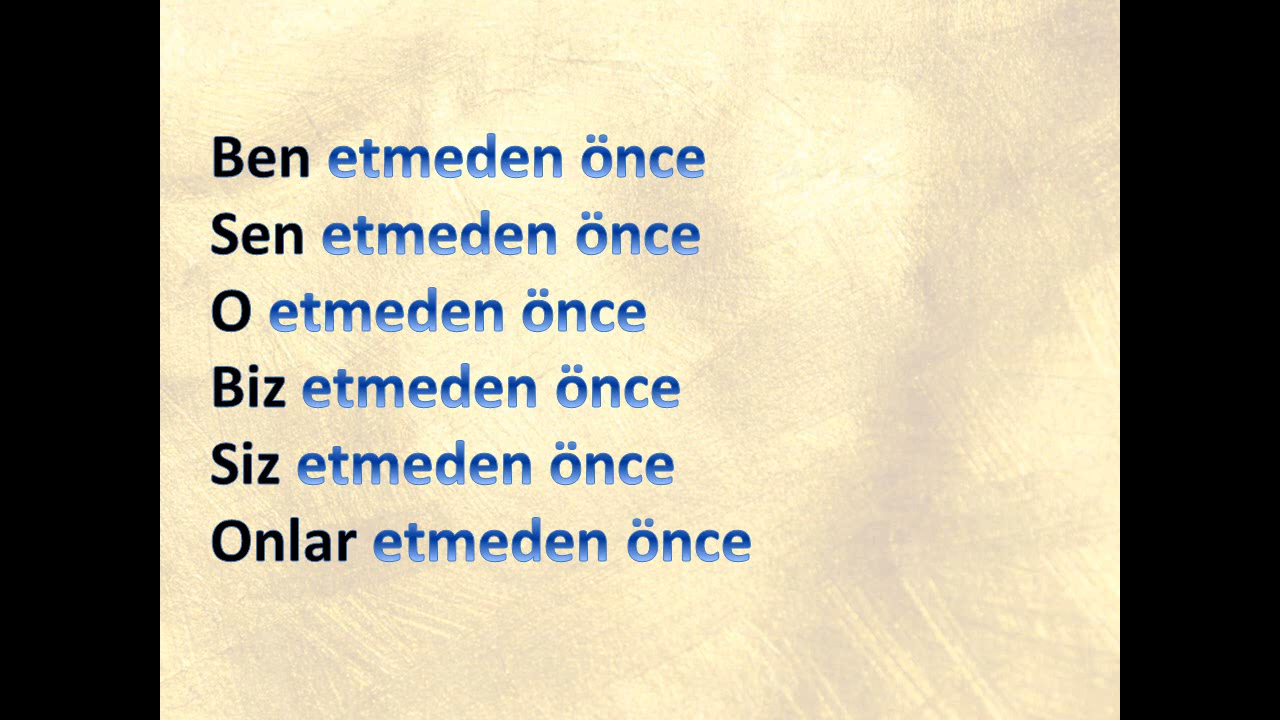 Ben etmeden önce
Sen etmeden önce
O etmeden önce
Biz etmeden önce
Siz etmeden önce
Onlar etmeden önce